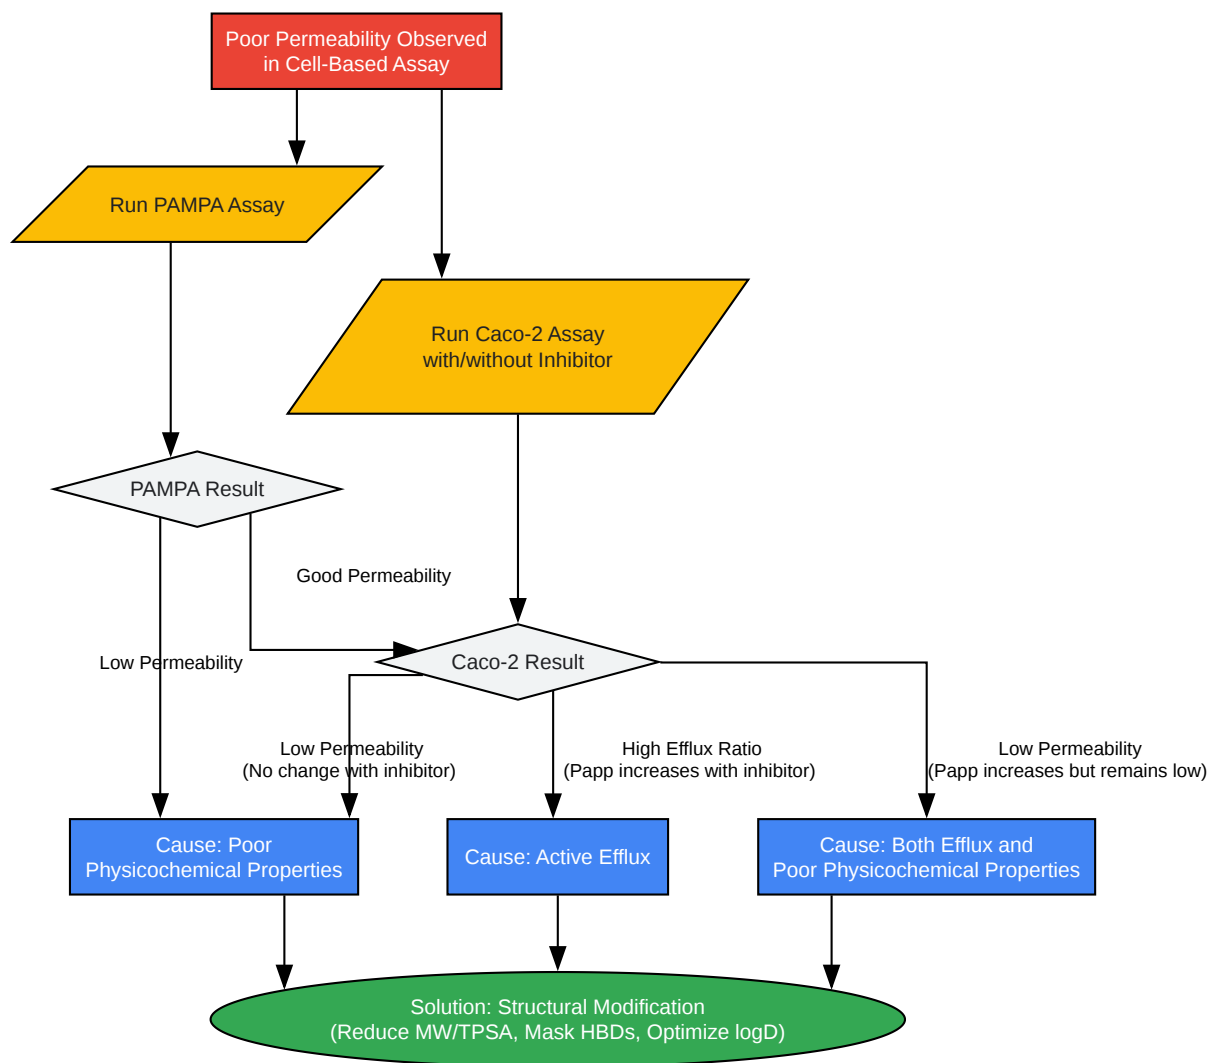 Poor Permeability Observed
in Cell-Based Assay
Run PAMPA Assay
Run Caco-2 Assay
with/without Inhibitor
PAMPA Result
Good Permeability
Low Permeability
Caco-2 Result
Low Permeability
(No change with inhibitor)
High Efflux Ratio
(Papp increases with inhibitor)
Low Permeability
(Papp increases but remains low)
Cause: Poor
Physicochemical Properties
Cause: Active Efflux
Cause: Both Efflux and
Poor Physicochemical Properties
Solution: Structural Modification
(Reduce MW/TPSA, Mask HBDs, Optimize logD)